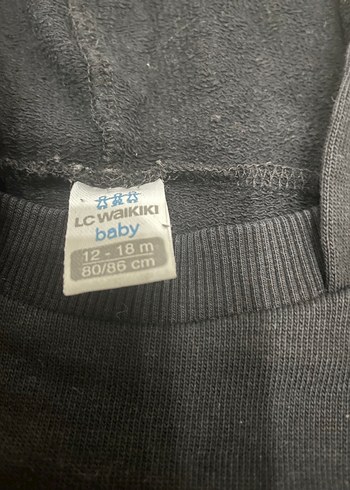 LC WAIKIKI
baby
12 - 18 m
80/86 cm